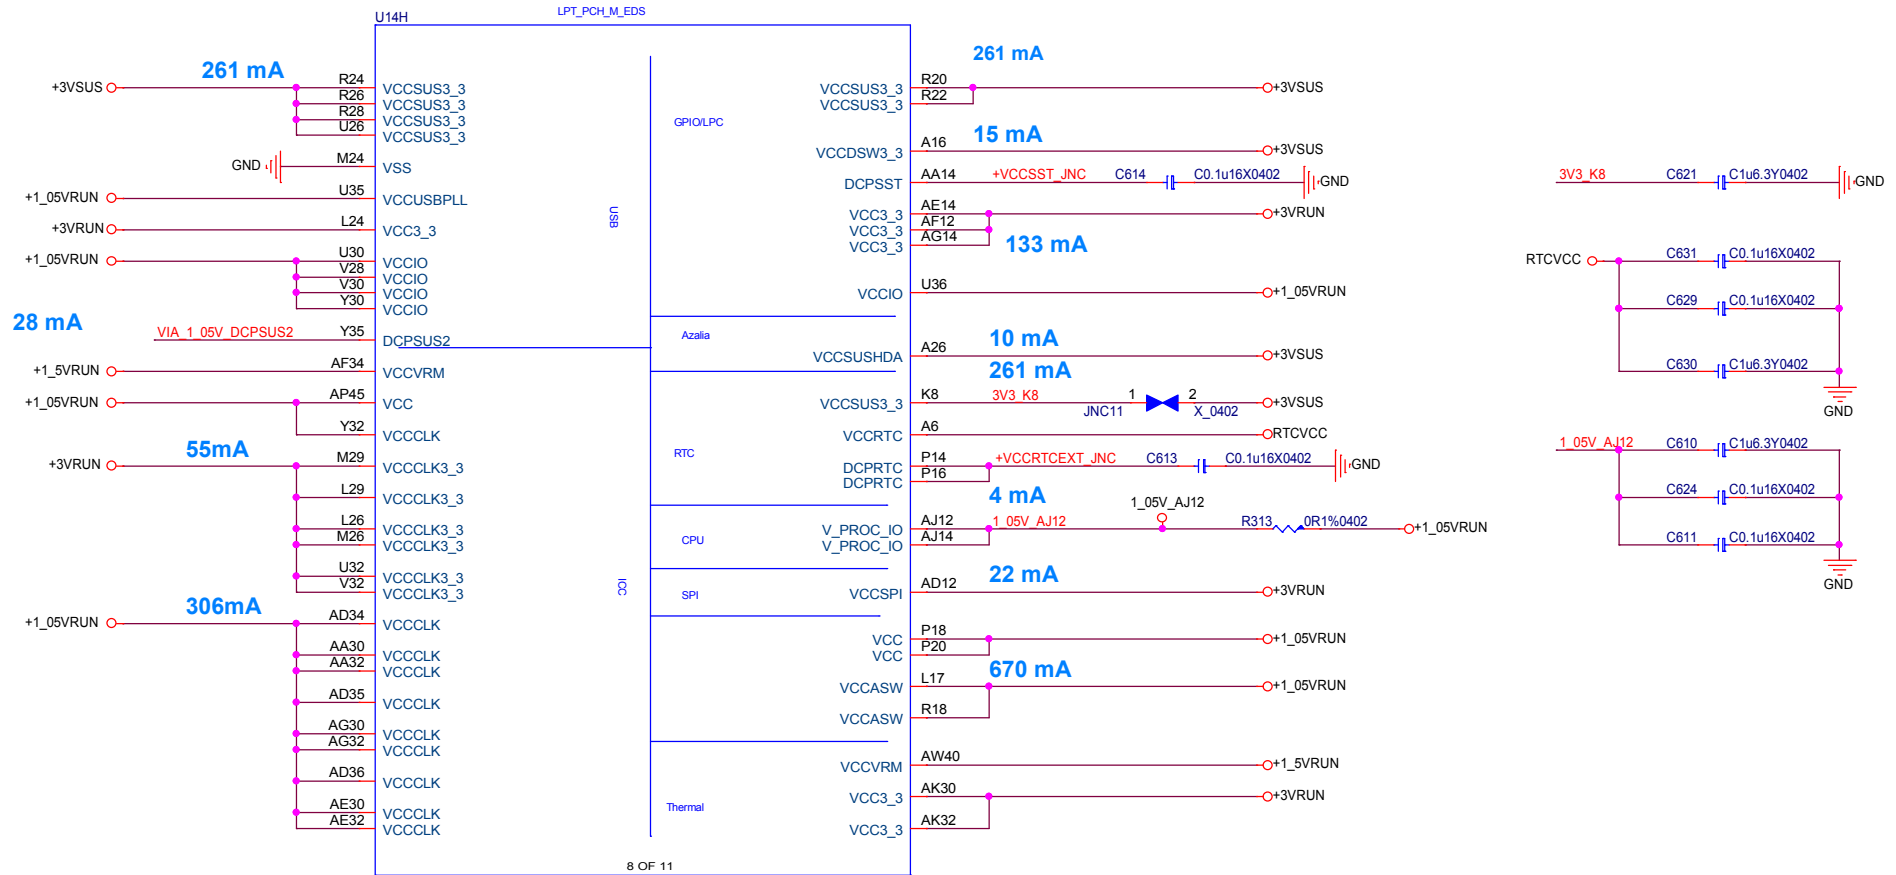 U14H
LPT_PCH_M_EDS
261 mA
+3VSUS
R24
VCCSUS3_3
R26
VCCSUS3_3
R28
VCCSUS3_3
U26
VCCSUS3_3
GND
M24
VSS
+1_05VRUN
U35
VCCUSBPLL
+3VRUN
L24
VCC3_3
+1_05VRUN
U30
VCCIO
V28
VCCIO
V30
VCCIO
Y30
VCCIO
28 mA
VIA_1_05V_DCPSUS2
Y35
DCPSUS2
+1_5VRUN
AF34
VCCVRM
+1_05VRUN
AP45
VCC
Y32
VCCCLK
55mA
+3VRUN
M29
VCCCLK3_3
L29
VCCCLK3_3
L26
VCCCLK3_3
M26
VCCCLK3_3
U32
VCCCLK3_3
V32
VCCCLK3_3
306mA
+1_05VRUN
AD34
VCCCLK
AA30
VCCCLK
AA32
VCCCLK
AD35
VCCCLK
AG30
VCCCLK
AG32
VCCCLK
AD36
VCCCLK
AE30
VCCCLK
AE32
VCCCLK
USB
ICC
GPIO/LPC
Azalia
RTC
CPU
SPI
Thermal
8 OF 11
261 mA
VCCSUS3_3
R20
+3VSUS
VCCSUS3_3
R22
15 mA
VCCDSW3_3
A16
+3VSUS
DCPSST
AA14
+VCCSST_JNC
C614
C0.1u16X0402
GND
VCC3_3
AE14
+3VRUN
VCC3_3
AF12
VCC3_3
AG14
133 mA
VCCIO
U36
+1_05VRUN
10 mA
VCCSUSHDA
A26
+3VSUS
261 mA
VCCSUS3_3
K8
3V3_K8
1
2
JNC11
X_0402
+3VSUS
VCCRTC
A6
RTCVCC
DCPRTC
P14
+VCCRTCEXT_JNC
C613
C0.1u16X0402
GND
DCPRTC
P16
4 mA
1_05V_AJ12
V_PROC_IO
AJ12
1_05V_AJ12
R313
0R1%0402
+1_05VRUN
V_PROC_IO
AJ14
22 mA
VCCSPI
AD12
+3VRUN
VCC
P18
+1_05VRUN
VCC
P20
670 mA
VCCASW
L17
+1_05VRUN
VCCASW
R18
VCCVRM
AW40
+1_5VRUN
VCC3_3
AK30
+3VRUN
VCC3_3
AK32
3V3_K8
C621
C1u6.3Y0402
GND
RTCVCC
C631
C0.1u16X0402
C629
C0.1u16X0402
C630
C1u6.3Y0402
GND
1_05V_AJ12
C610
C1u6.3Y0402
C624
C0.1u16X0402
C611
C0.1u16X0402
GND